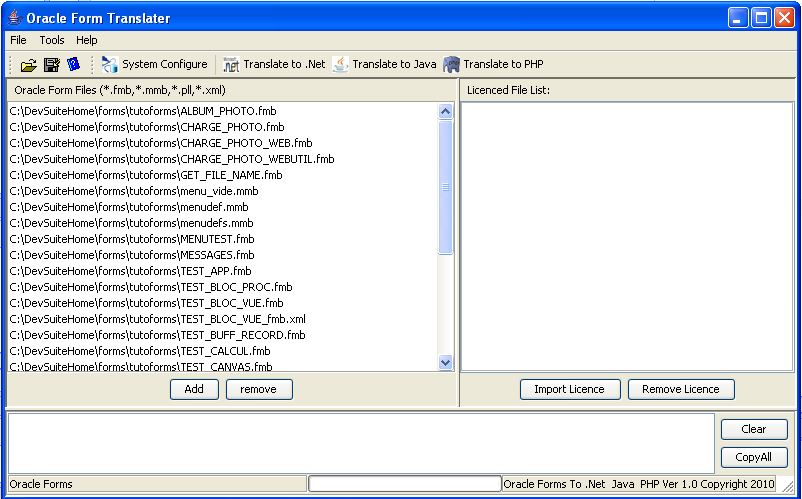 Oracle Form Translater
File Tools Help
System Configure Translate to .Net Translate to Java Translate to PHP
Oracle Form Files (*.fmb,*.mmb,*.pll,*.xml)
Licenced File List:
C:\DevSuiteHome\forms\tutoforms\ALBUM_PHOTO.fmb
C:\DevSuiteHome\forms\tutoforms\CHARGE_PHOTO.fmb
C:\DevSuiteHome\forms\tutoforms\CHARGE_PHOTO_WEB.fmb
C:\DevSuiteHome\forms\tutoforms\CHARGE_PHOTO_WEBUTIL.fmb
C:\DevSuiteHome\forms\tutoforms\GET_FILE_NAME.fmb
C:\DevSuiteHome\forms\tutoforms\menu_vide.mmb
C:\DevSuiteHome\forms\tutoforms\menudef.mmb
C:\DevSuiteHome\forms\tutoforms\menudefs.mmb
C:\DevSuiteHome\forms\tutoforms\MENUTEST.fmb
C:\DevSuiteHome\forms\tutoforms\MESSAGES.fmb
C:\DevSuiteHome\forms\tutoforms\TEST_APP.fmb
C:\DevSuiteHome\forms\tutoforms\TEST_BLOC_PROC.fmb
C:\DevSuiteHome\forms\tutoforms\TEST_BLOC_VUE.fmb
C:\DevSuiteHome\forms\tutoforms\TEST_BLOC_VUE_fmb.xml
C:\DevSuiteHome\forms\tutoforms\TEST_BUFF_RECORD.fmb
C:\DevSuiteHome\forms\tutoforms\TEST_CALCUL.fmb
C:\DevSuiteHome\forms\tutoforms\TEST_CANVAS.fmb
Add remove
Import Licence Remove Licence
Clear
CopyAll
Oracle Forms
Oracle Forms To .Net Java PHP Ver 1.0 Copyright 2010